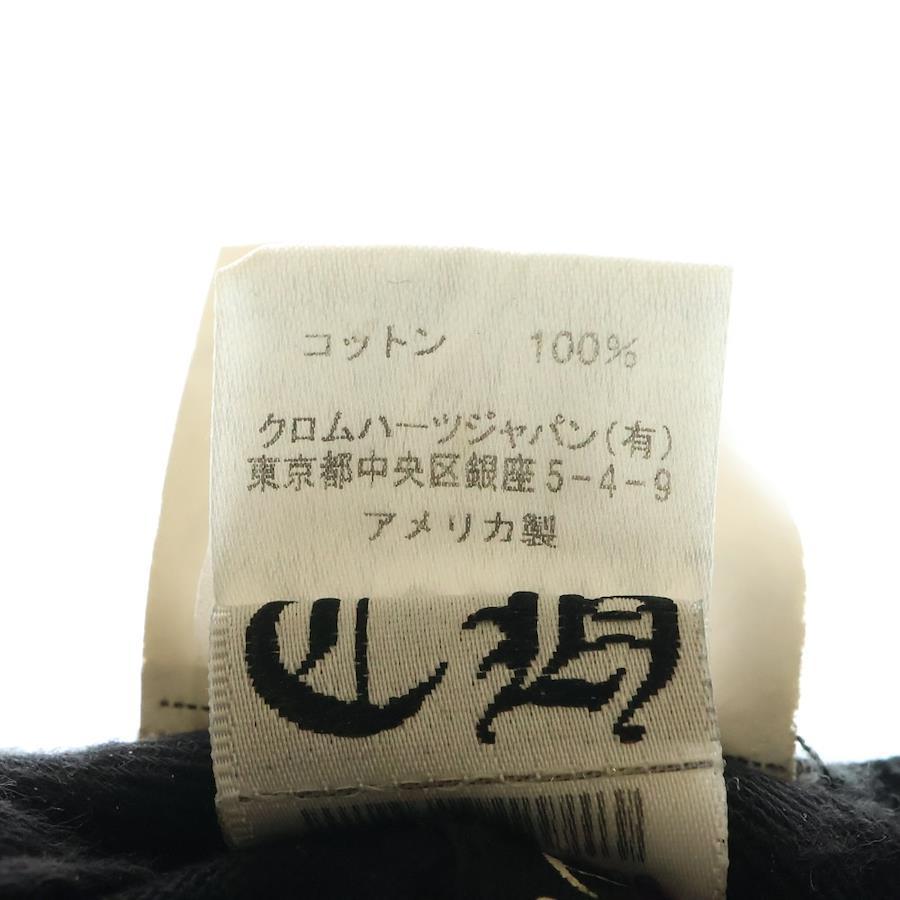 コットン 100%
クロムハーツジャパン(有)
東京都中央区銀座5-4-9
アメリカ製
CH